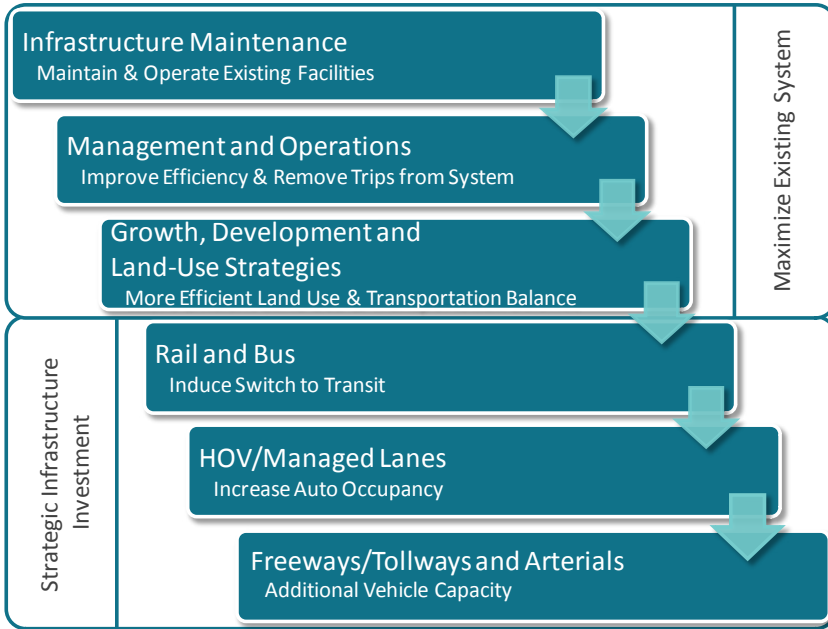 Infrastructure Maintenance
Maintain & Operate Existing Facilities
Management and Operations
Improve Efficiency & Remove Trips from System
Growth, Development and
Land-Use Strategies
More Efficient Land Use & Transportation Balance
Maximize Existing System
Strategic Infrastructure
Investment
Rail and Bus
Induce Switch to Transit
HOV/Managed Lanes
Increase Auto Occupancy
Freeways/Tollways and Arterials
Additional Vehicle Capacity